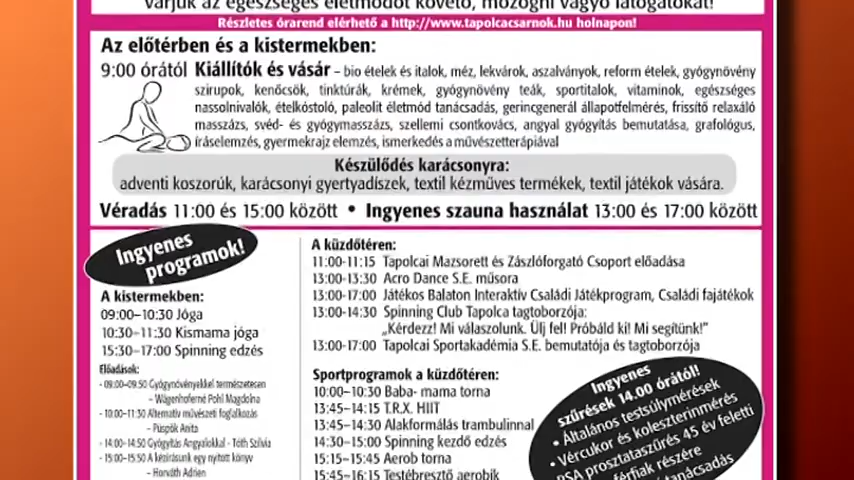 várjuk az egészséges életmódot követő, mozogni vágyó látogatókat!
Részletes órarend elérhető a http://www.tapolcacsarnok.hu holnapon!
Az előtérben és a kistermekben:
9:00 órától Kiállítók és vásár – bio ételek és italok, méz, lekvárok, aszalványok, reform ételek, gyógynövény
szirupok, kenőcsök, tinktúrák, krémek, gyógynövény teák, sportitalok, vitaminok, egészséges
nassolnivalók, ételkóstoló, paleolit életmód tanácsadás, gerincgenerál állapotfelmérés, frissítő relaxáló
masszázs, svéd- és gyógymasszázs, szellemi csontkovács, angyal gyógyítás bemutatása, grafológus,
íráselemzés, gyermekrajz elemzés, ismerkedés a művészetterápiával
Készülődés karácsonyra:
adventi koszorúk, karácsonyi gyertyadíszek, textil kézműves termékek, textil játékok vására.
Véradás 11:00 és 15:00 között • Ingyenes szauna használat 13:00 és 17:00 között
Ingyenes
programok!
A kistermekben:
09:00–10:30 Jóga
10:30–11:30 Kismama jóga
15:30–17:00 Spinning edzés
Előadások:
- 09:00–09:50 Gyógynövényekkel természetesen
– Wagenhoferné Pohl Magdolna
- 10:00–11:30 Alternatív művészeti foglalkozás
– Püspök Anita
- 14:00–14:50 Gyógyítás Angyalokkal - Tóth Szilvia
- 15:00–15:50 A kézírásunk egy nyitott könyv
– Horváth Adrien
A küzdőtéren:
11:00-11:15 Tapolcai Mazsorett és Zászlóforgató Csoport előadása
13:00-13:30 Acro Dance S.E. műsora
13:00-17:00 Játékos Balaton Interaktív Családi Játékprogram, Családi fajátékok
13:00-14:30 Spinning Club Tapolca tagtoborzója:
„Kérdezz! Mi válaszolunk. Ülj fel! Próbáld ki! Mi segítünk!”
13:00-17:00 Tapolcai Sportakadémia S.E. bemutatója és tagtoborzója
Sportprogramok a küzdőtéren:
10:00–10:30 Baba- mama torna
13:45–14:15 T.R.X. HIIT
13:45–14:30 Alakformálás trambulinnal
14:30–15:00 Spinning kezdő edzés
15:15–15:45 Aerob torna
15:45–16:15 Testébresztő aerobik
Ingyenes
szűrések 14.00 órától!
• Általános testsúlymérések
• Vércukor és koleszterinmérés
PSA prosztataszűrés 45 év feletti
férfiak részére
tanácsadás